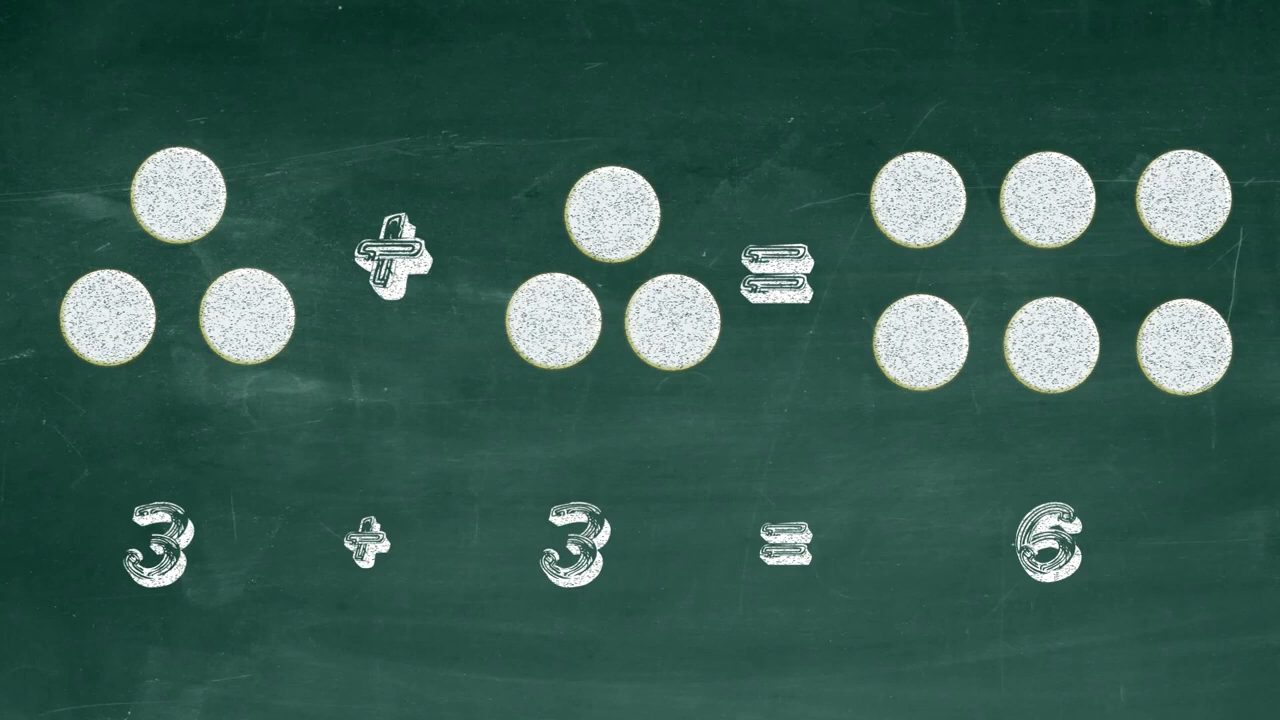 + =
3 + 3 = 6